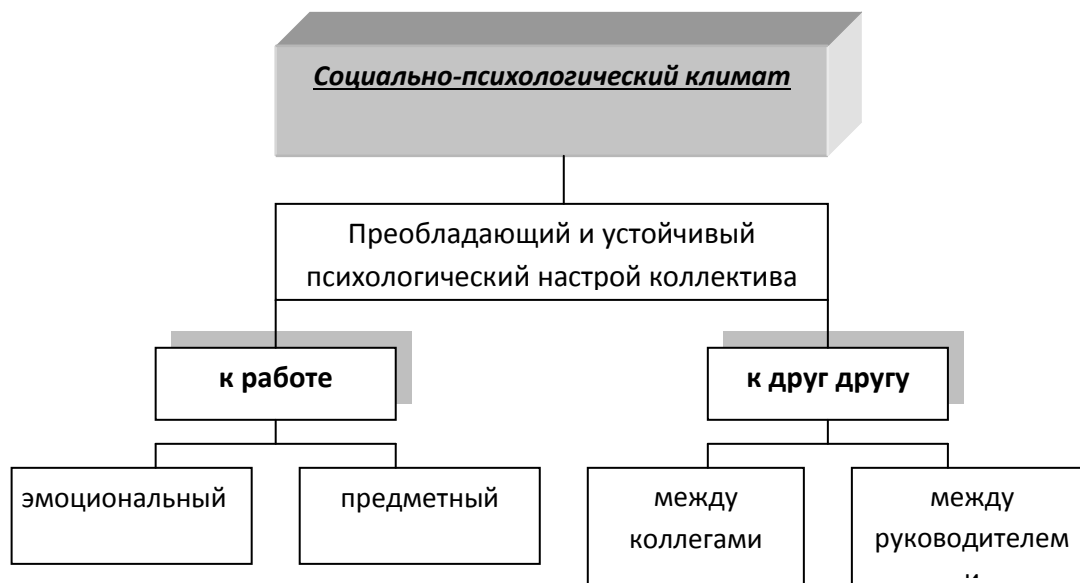 Социально-психологический климат
Преобладающий и устойчивый
психологический настрой коллектива
к работе
к друг другу
эмоциональный
предметный
между
коллегами
между
руководителем